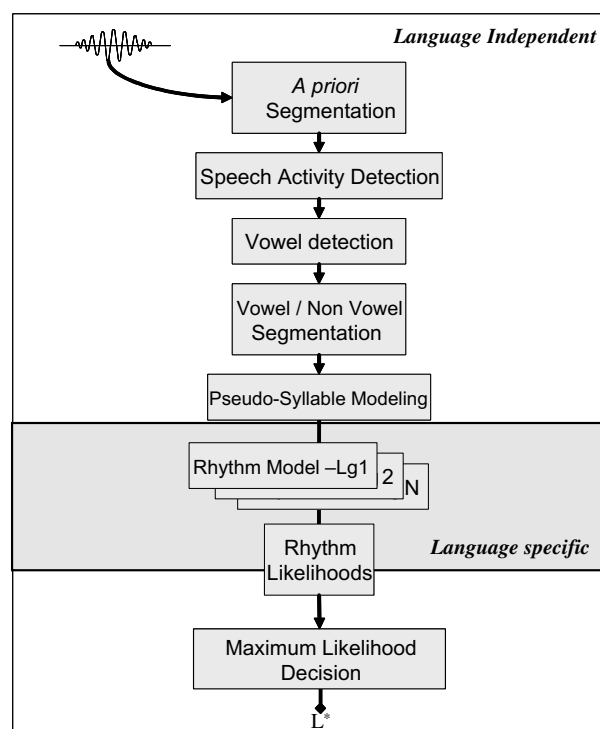 Language Independent
A priori
Segmentation
Speech Activity Detection
Vowel detection
Vowel / Non Vowel
Segmentation
Pseudo-Syllable Modeling
Rhythm Model –Lg1
2
N
Rhythm
Likelihoods
Language specific
Maximum Likelihood
Decision
L*